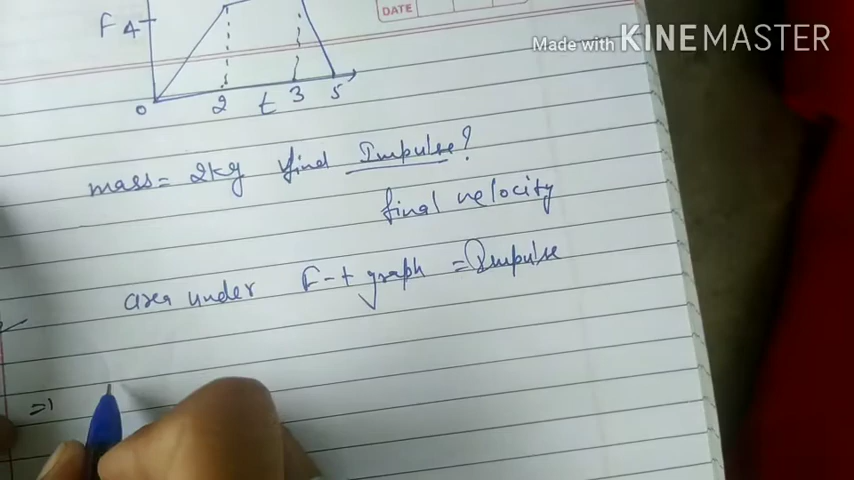 DATE
Made with KINEMASTER
F 4
0 2 t 3 5
mass = 2kg find Impulse?
final velocity
area under F-t graph = Impulse
=)